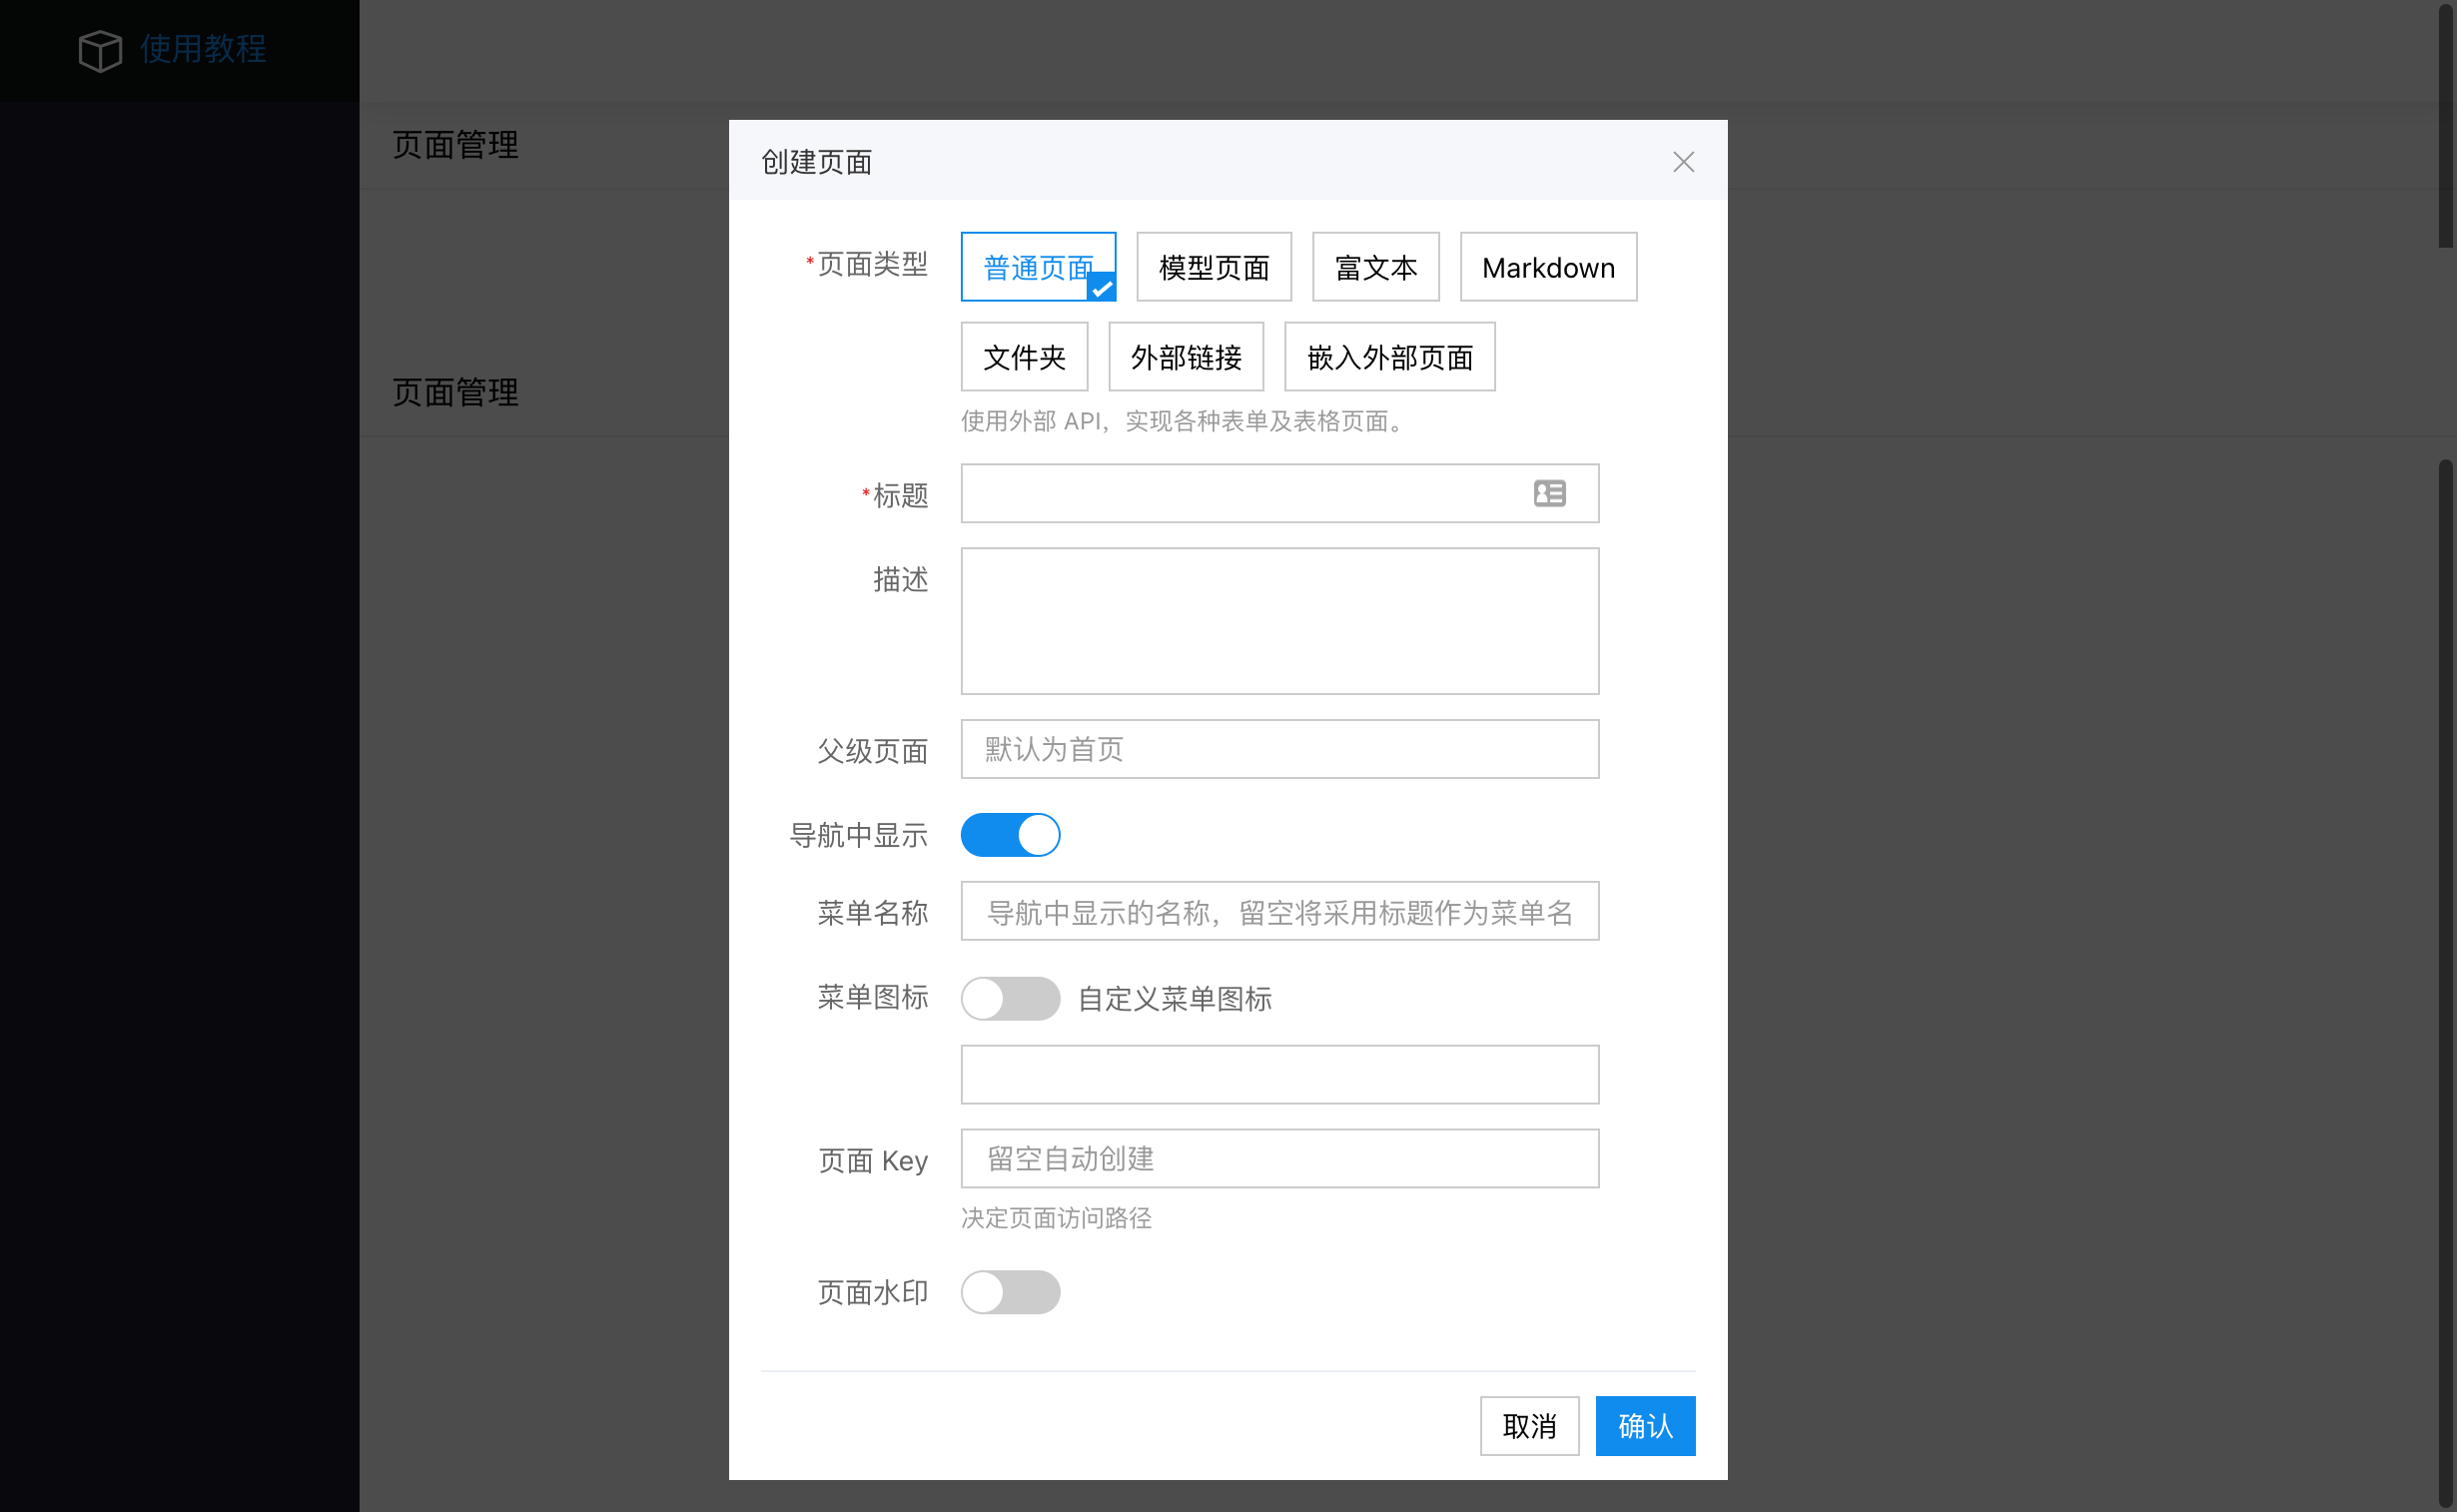 使用教程
页面管理
页面管理
创建页面
*页面类型
普通页面 模型页面 富文本 Markdown
文件夹 外部链接 嵌入外部页面
使用外部 API，实现各种表单及表格页面。
*标题
描述
父级页面 默认为首页
导航中显示
菜单名称 导航中显示的名称，留空将采用标题作为菜单名
菜单图标 自定义菜单图标
页面 Key 留空自动创建
决定页面访问路径
页面水印
取消 确认